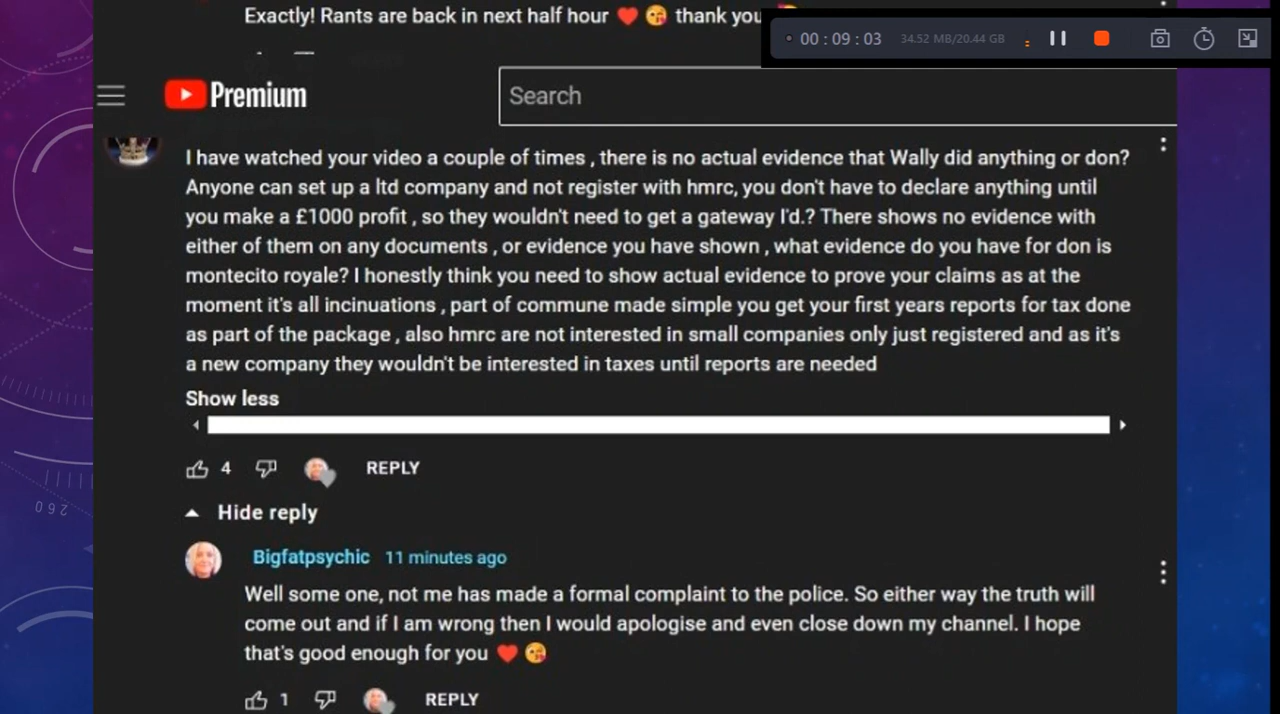 Exactly! Rants are back in next half hour ❤️ 😘 thank you
00 : 09 : 03 34.52 MB/20.44 GB
Premium
Search
I have watched your video a couple of times , there is no actual evidence that Wally did anything or don?
Anyone can set up a ltd company and not register with hmrc, you don't have to declare anything until
you make a £1000 profit , so they wouldn't need to get a gateway I'd.? There shows no evidence with
either of them on any documents , or evidence you have shown , what evidence do you have for don is
montecito royale? I honestly think you need to show actual evidence to prove your claims as at the
moment it's all incinuations , part of commune made simple you get your first years reports for tax done
as part of the package , also hmrc are not interested in small companies only just registered and as it's
a new company they wouldn't be interested in taxes until reports are needed
Show less
4 REPLY
260
Hide reply
Bigfatpsychic 11 minutes ago
Well some one, not me has made a formal complaint to the police. So either way the truth will
come out and if I am wrong then I would apologise and even close down my channel. I hope
that's good enough for you ❤️ 😘
1 REPLY